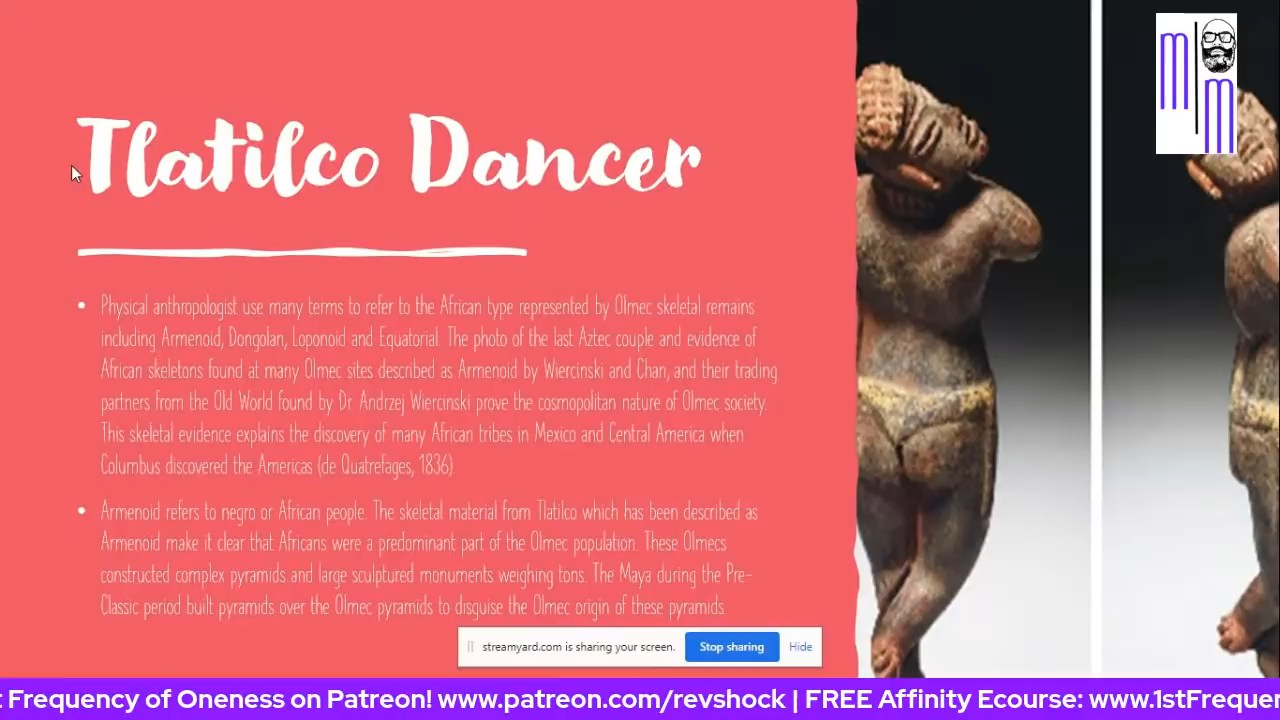 Tlatilco Dancer
• Physical anthropologist use many terms to refer to the African type represented by Olmec skeletal remains
including Armenoid, Dongolan, Loponoid and Equatorial. The photo of the last Aztec couple and evidence of
African skeletons found at many Olmec sites described as Armenoid by Wiercinski and Chan, and their trading
partners from the Old World found by Dr. Andrzej Wiercinski prove the cosmopolitan nature of Olmec society.
This skeletal evidence explains the discovery of many African tribes in Mexico and Central America when
Columbus discovered the Americas (de Quatrefages, 1836).
• Armenoid refers to negro or African people. The skeletal material from Tlatilco which has been described as
Armenoid make it clear that Africans were a predominant part of the Olmec population. These Olmecs
constructed complex pyramids and large sculptured monuments weighing tons. The Maya during the Pre-
Classic period built pyramids over the Olmec pyramids to disguise the Olmec origin of these pyramids.
m
m
streamyard.com is sharing your screen. Stop sharing Hide
: Frequency of Oneness on Patreon! www.patreon.com/revshock | FREE Affinity Ecourse: www.1stFreque